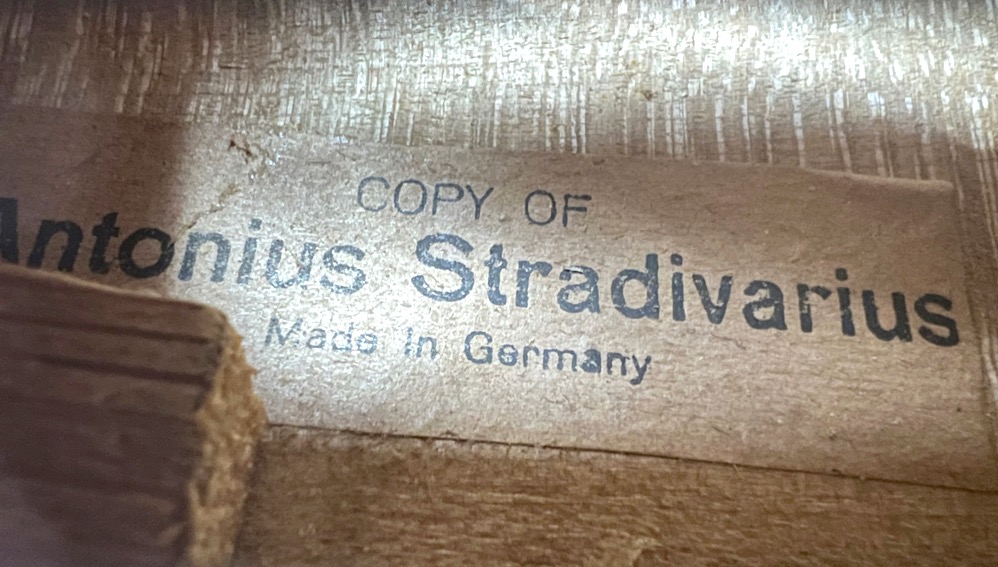 COPY OF
Antonius Stradivarius
Made In Germany